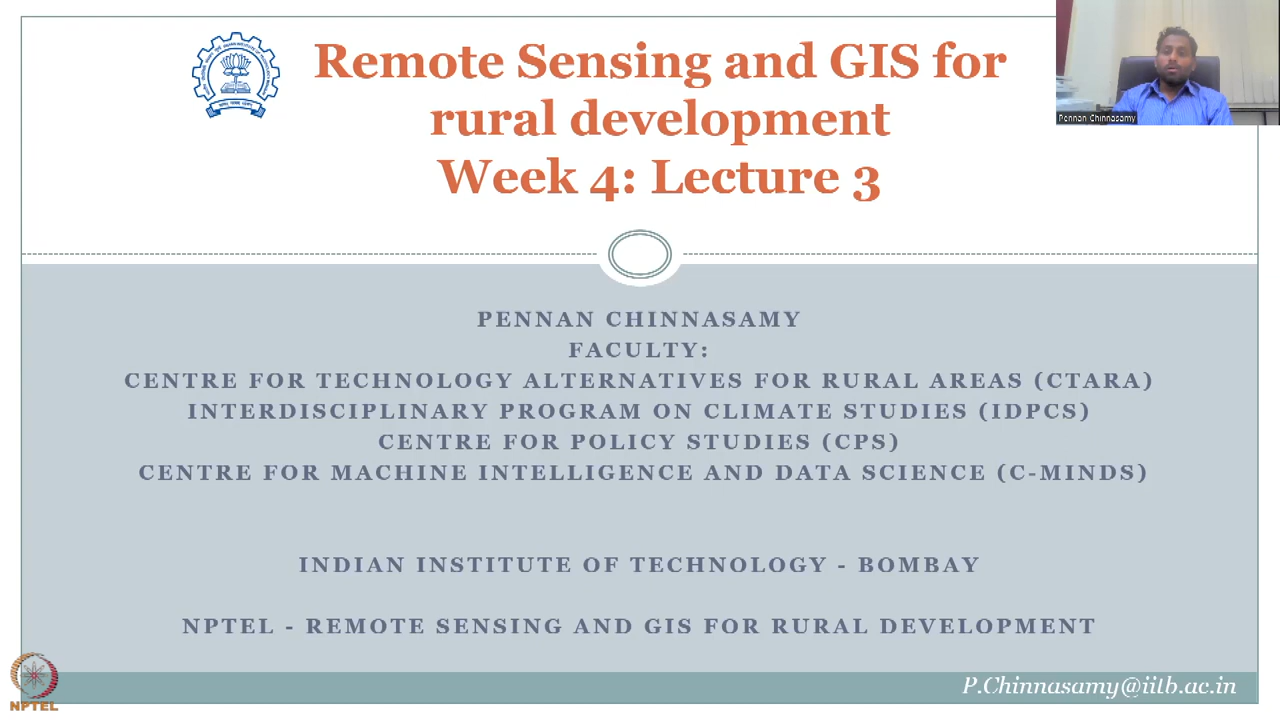 Remote Sensing and GIS for
rural development
Week 4: Lecture 3
Pennan Chinnasamy
PENNAN CHINNASAMY
FACULTY:
CENTRE FOR TECHNOLOGY ALTERNATIVES FOR RURAL AREAS (CTARA)
INTERDISCIPLINARY PROGRAM ON CLIMATE STUDIES (IDPCS)
CENTRE FOR POLICY STUDIES (CPS)
CENTRE FOR MACHINE INTELLIGENCE AND DATA SCIENCE (C-MINDS)
INDIAN INSTITUTE OF TECHNOLOGY - BOMBAY
NPTEL - REMOTE SENSING AND GIS FOR RURAL DEVELOPMENT
P.Chinnasamy@iitb.ac.in
NPTEL